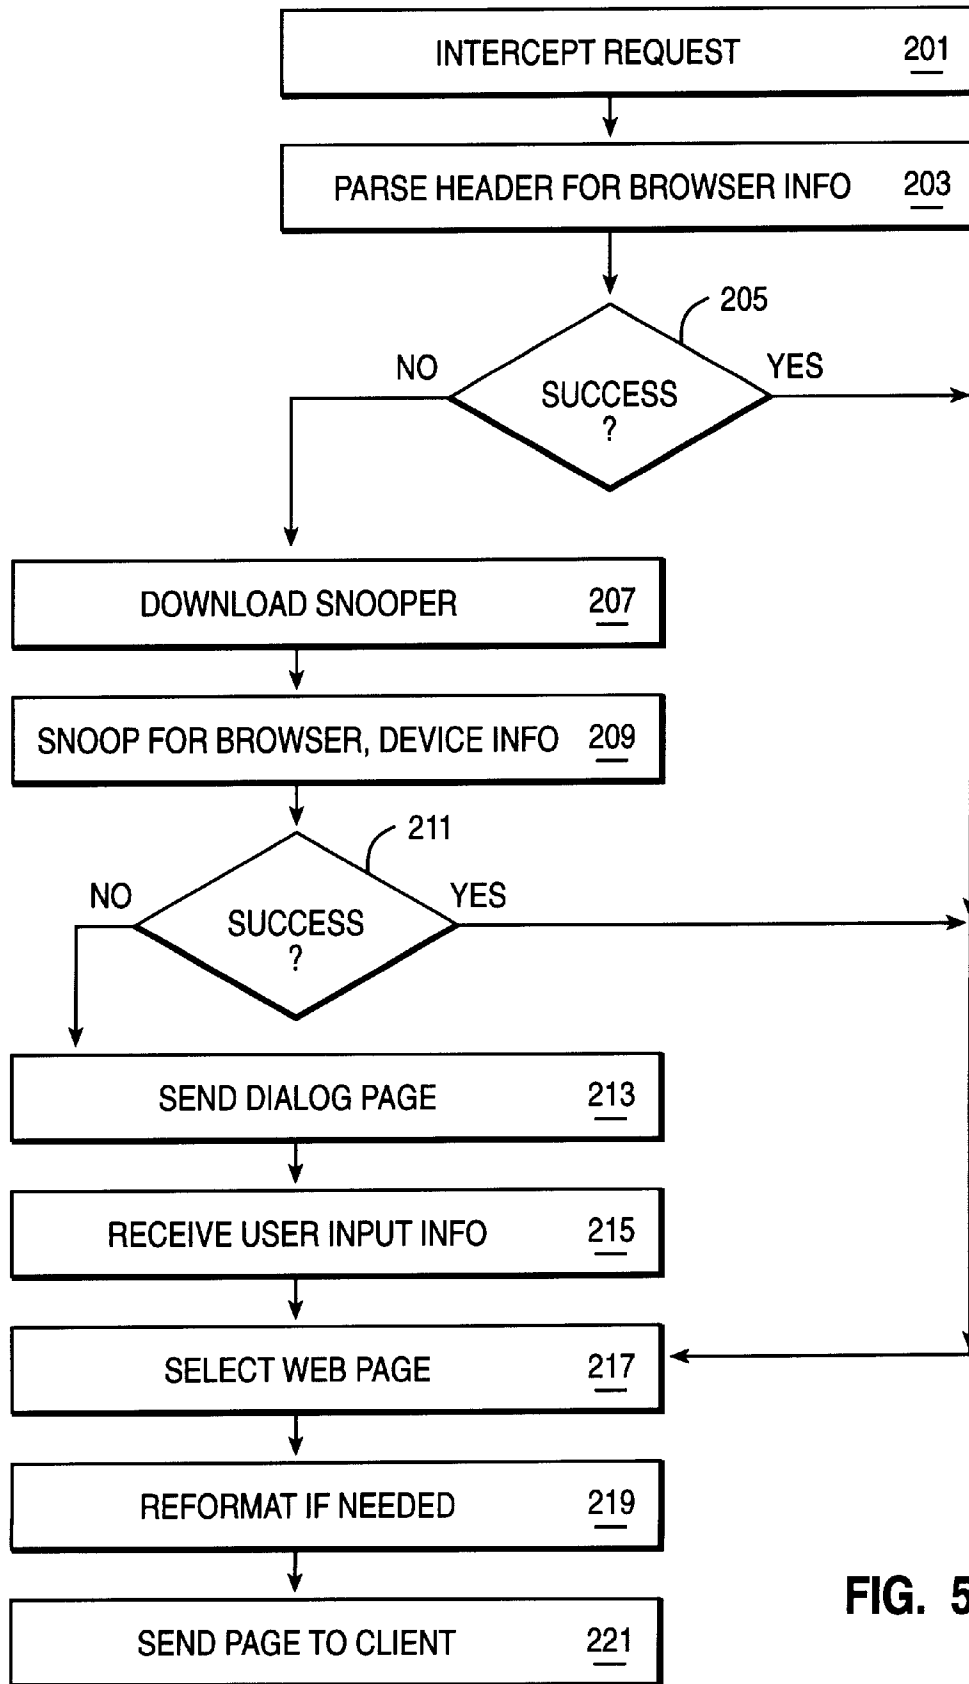 INTERCEPT REQUEST 201
PARSE HEADER FOR BROWSER INFO 203
205
NO
YES
SUCCESS
?
DOWNLOAD SNOOPER 207
SNOOP FOR BROWSER, DEVICE INFO 209
211
NO
YES
SUCCESS
?
SEND DIALOG PAGE 213
RECEIVE USER INPUT INFO 215
SELECT WEB PAGE 217
REFORMAT IF NEEDED 219
SEND PAGE TO CLIENT 221
FIG. 5